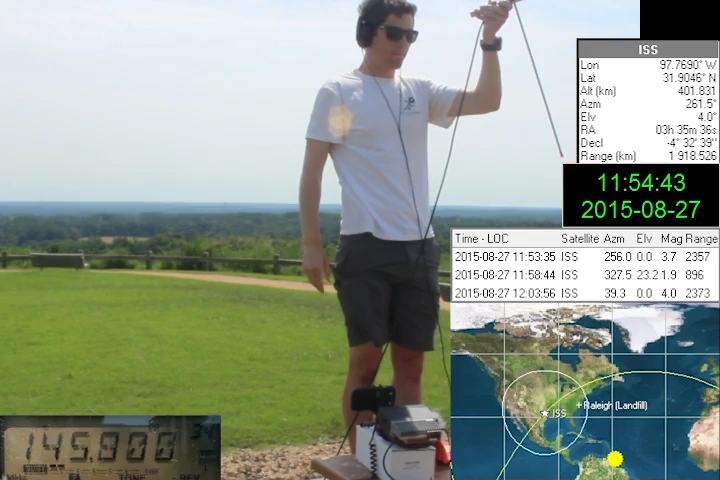 ISS
Lon 97.7690° W
Lat 31.9046° N
Alt (km) 401.831
Azm 261.5°
Elv 4.0°
RA 03h 35m 36s
Decl -4° 32' 39"
Range (km) 1 918.526
11:54:43
2015-08-27
Time - LOC Satellite Azm Elv Mag Range
2015-08-27 11:53:35 ISS 256.0 0.0 3.7 2357
2015-08-27 11:58:44 ISS 327.5 23.2 1.9 896
2015-08-27 12:03:56 ISS 39.3 0.0 4.0 2373
Raleigh (Landfill)
ISS
145.800